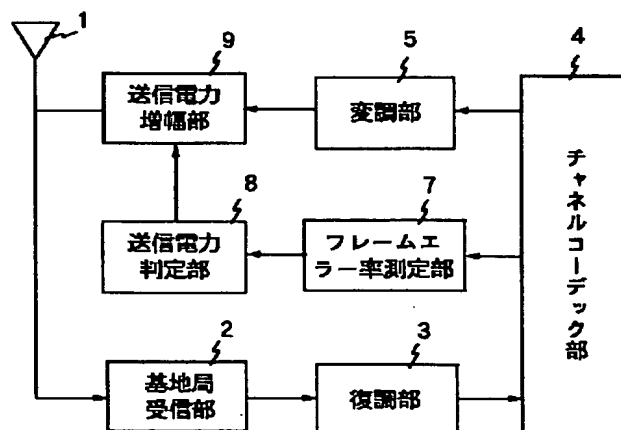 1
9
送信電力
増幅部
5
変調部
4
チャネルコーデック部
8
送信電力
判定部
7
フレームエ
ラー率測定部
2
基地局
受信部
3
復調部